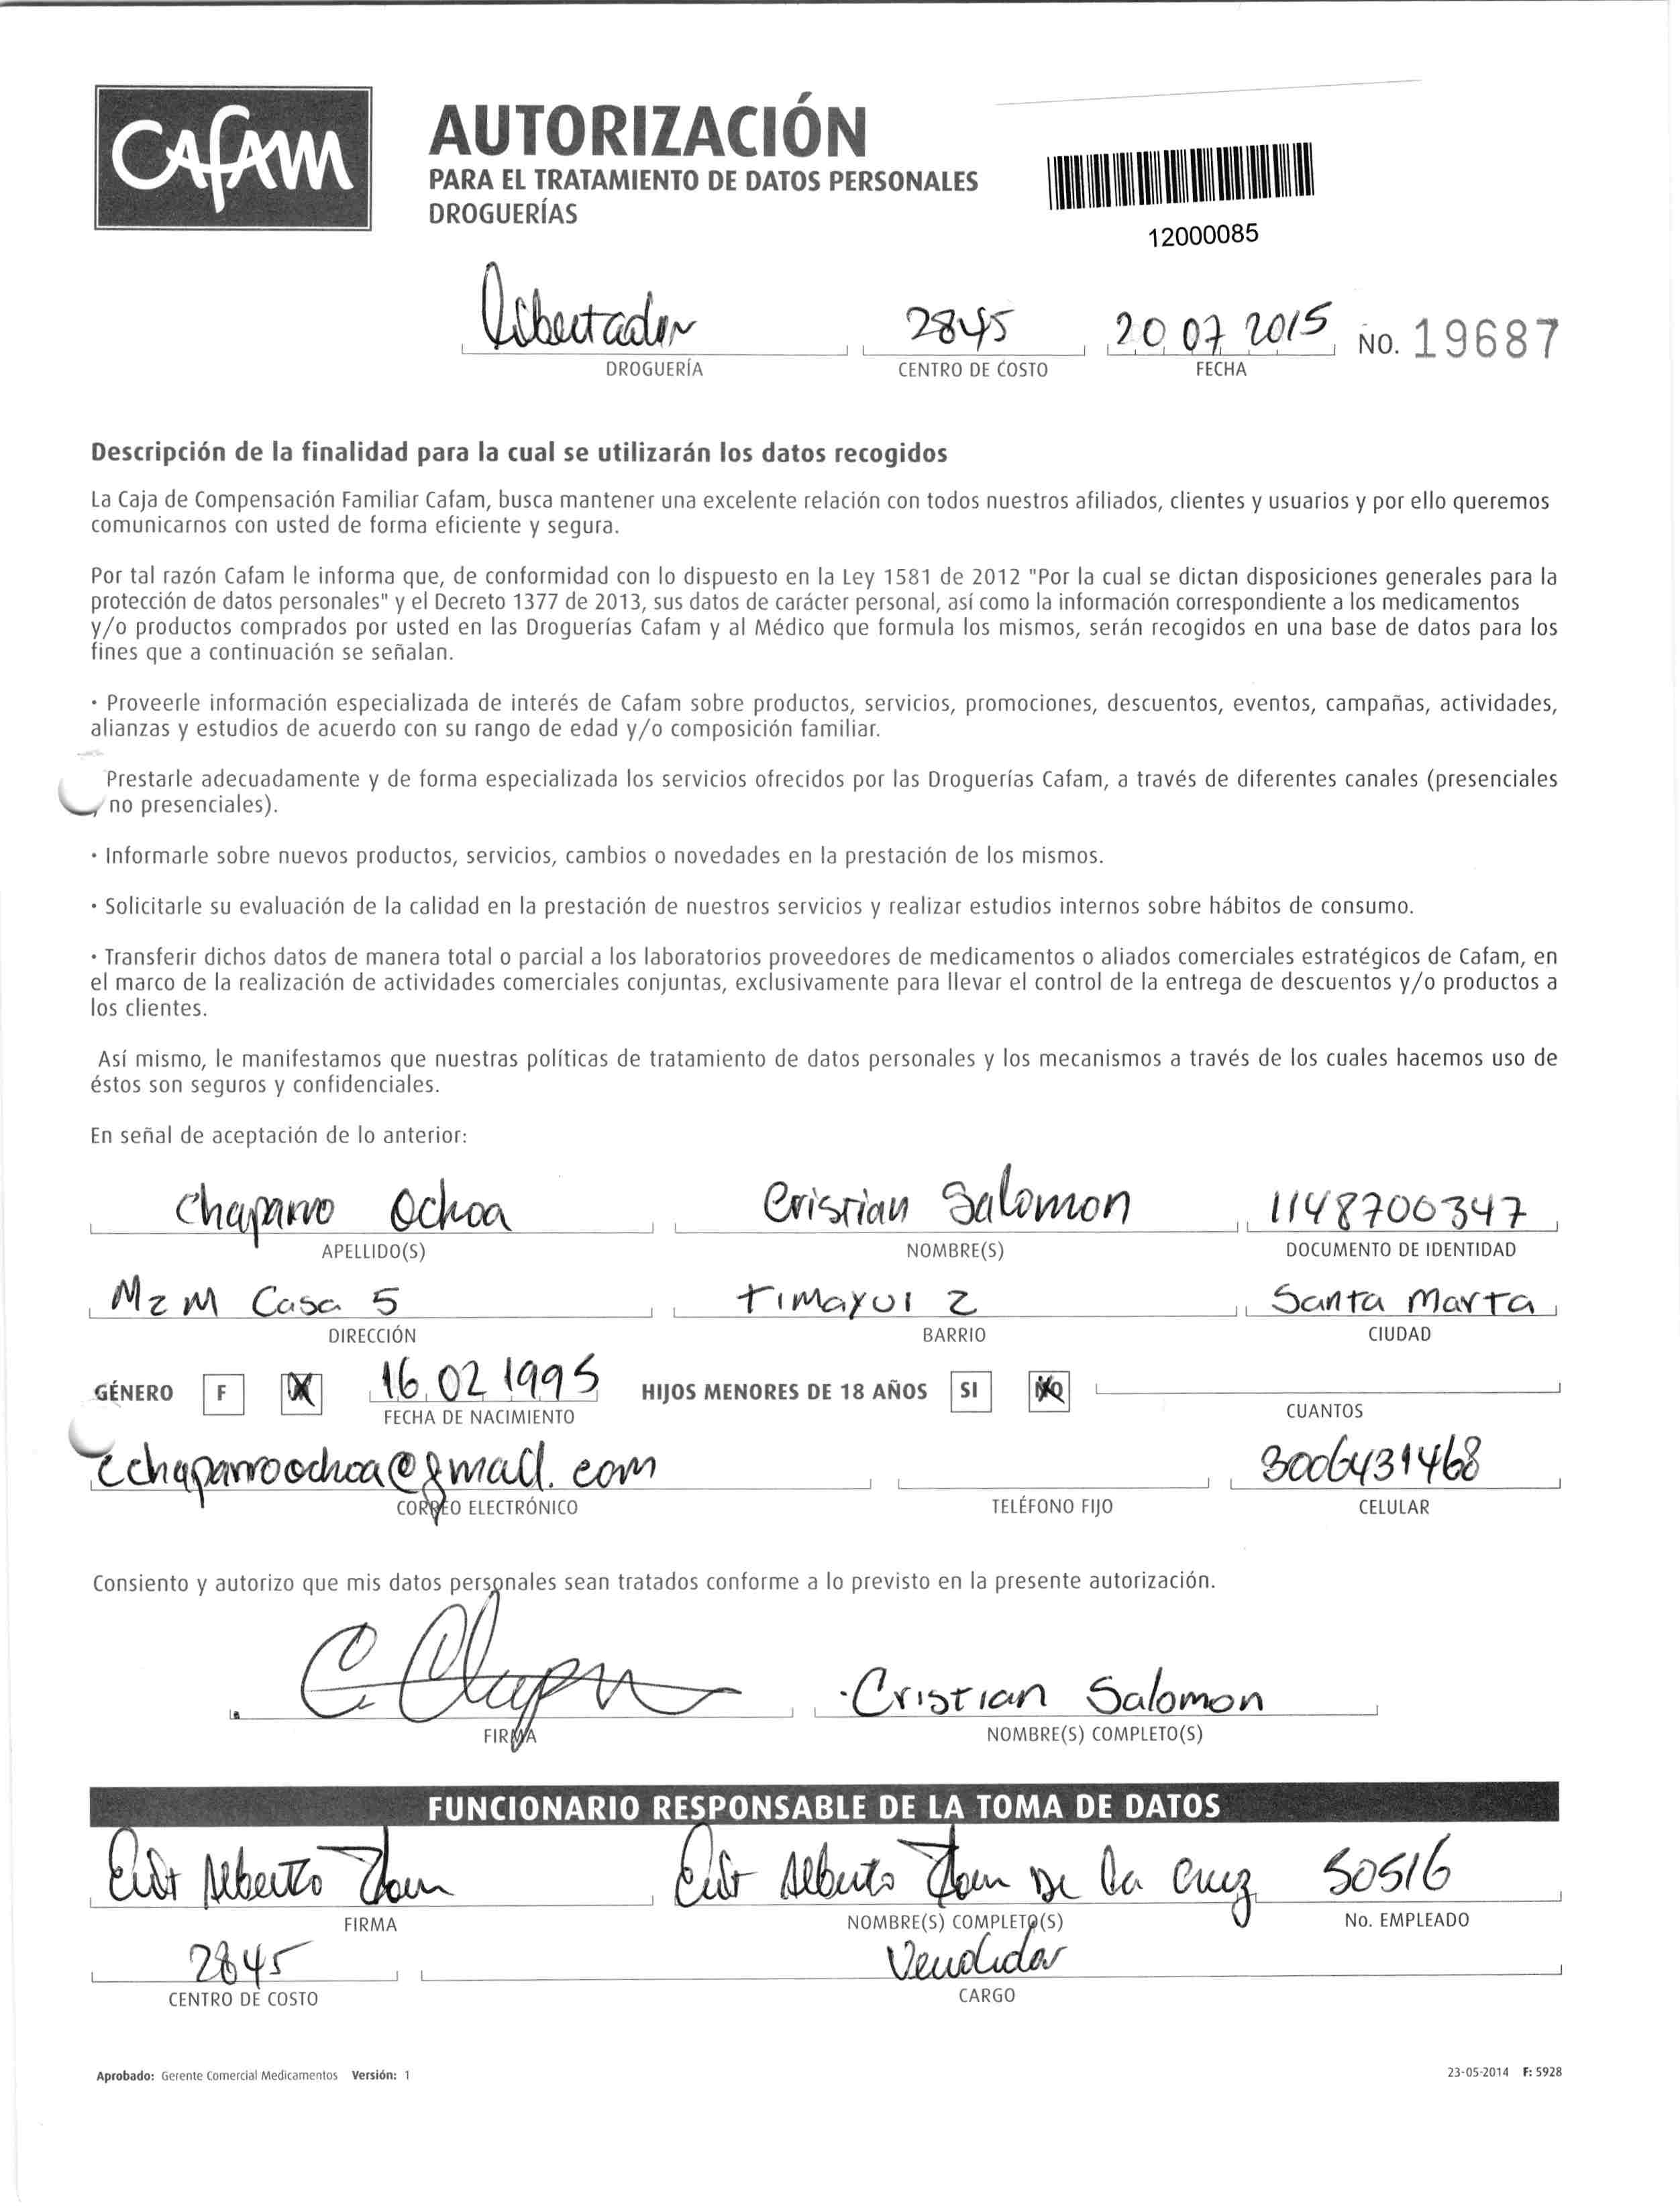 CAFAM
AUTORIZACIÓN
PARA EL TRATAMIENTO DE DATOS PERSONALES
DROGUERÍAS
12000085
Libertador 2845 20 07 2015 NO. 19687
DROGUERÍA CENTRO DE COSTO FECHA
Descripción de la finalidad para la cual se utilizarán los datos recogidos
La Caja de Compensación Familiar Cafam, busca mantener una excelente relación con todos nuestros afiliados, clientes y usuarios y por ello queremos
comunicarnos con usted de forma eficiente y segura.
Por tal razón Cafam le informa que, de conformidad con lo dispuesto en la Ley 1581 de 2012 "Por la cual se dictan disposiciones generales para la
protección de datos personales" y el Decreto 1377 de 2013, sus datos de carácter personal, así como la información correspondiente a los medicamentos
y/o productos comprados por usted en las Droguerías Cafam y al Médico que formula los mismos, serán recogidos en una base de datos para los
fines que a continuación se señalan.
· Proveerle información especializada de interés de Cafam sobre productos, servicios, promociones, descuentos, eventos, campañas, actividades,
alianzas y estudios de acuerdo con su rango de edad y/o composición familiar.
Prestarle adecuadamente y de forma especializada los servicios ofrecidos por las Droguerías Cafam, a través de diferentes canales (presenciales
no presenciales).
· Informarle sobre nuevos productos, servicios, cambios o novedades en la prestación de los mismos.
· Solicitarle su evaluación de la calidad en la prestación de nuestros servicios y realizar estudios internos sobre hábitos de consumo.
· Transferir dichos datos de manera total o parcial a los laboratorios proveedores de medicamentos o aliados comerciales estratégicos de Cafam, en
el marco de la realización de actividades comerciales conjuntas, exclusivamente para llevar el control de la entrega de descuentos y/o productos a
los clientes.
Así mismo, le manifestamos que nuestras políticas de tratamiento de datos personales y los mecanismos a través de los cuales hacemos uso de
éstos son seguros y confidenciales.
En señal de aceptación de lo anterior:
Chaparro Ochoa Cristian Salomon 1148700347
APELLIDO(S) NOMBRE(S) DOCUMENTO DE IDENTIDAD
Mz M Casa 5 Timayui 2 Santa Marta
DIRECCIÓN BARRIO CIUDAD
GÉNERO F 16 02 1995 HIJOS MENORES DE 18 AÑOS SI NO
FECHA DE NACIMIENTO CUANTOS
cchaparroochoa@gmail.com 3006431468
CORREO ELECTRÓNICO TELÉFONO FIJO CELULAR
Consiento y autorizo que mis datos personales sean tratados conforme a lo previsto en la presente autorización.
Cristian Salomon
FIRMA NOMBRE(S) COMPLETO(S)
FUNCIONARIO RESPONSABLE DE LA TOMA DE DATOS
Alberto Alberto De la Cruz 50516
FIRMA NOMBRE(S) COMPLETO(S) No. EMPLEADO
2845 Vendedor
CENTRO DE COSTO CARGO
Aprobado: Gerente Comercial Medicamentos Versión: 1 23-05-2014 F: 5928